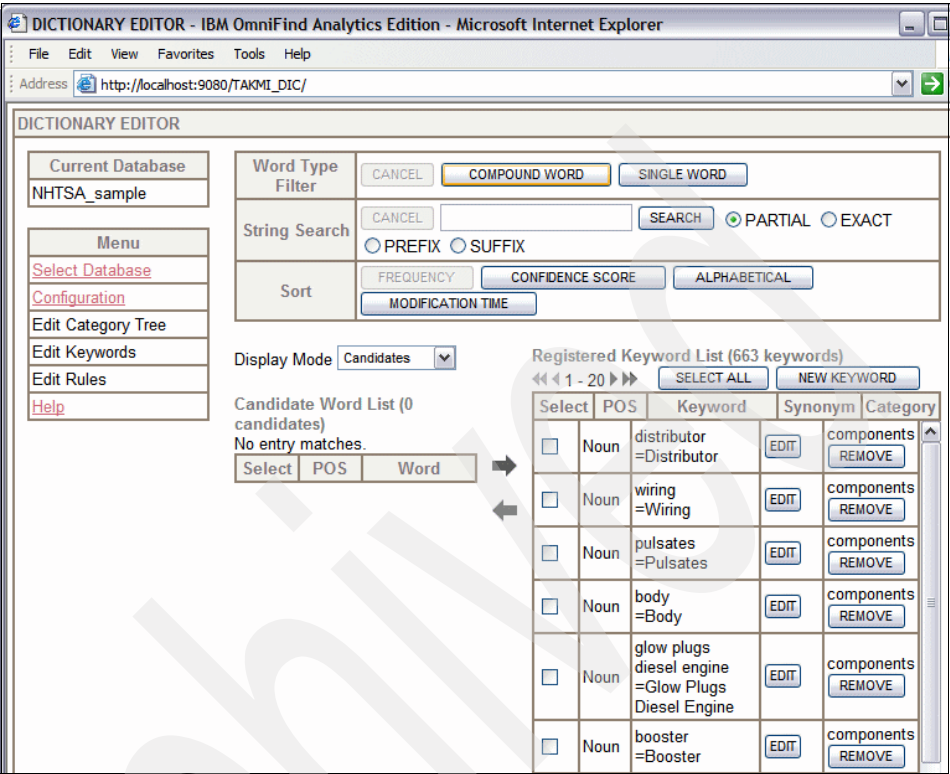 DICTIONARY EDITOR - IBM OmniFind Analytics Edition - Microsoft Internet Explorer
File Edit View Favorites Tools Help
Address http://localhost:9080/TAKMI_DIC/
DICTIONARY EDITOR
Current Database
NHTSA_sample
Menu
Select Database
Configuration
Edit Category Tree
Edit Keywords
Edit Rules
Help
Word Type
Filter
CANCEL COMPOUND WORD SINGLE WORD
String Search
CANCEL SEARCH PARTIAL EXACT
PREFIX SUFFIX
Sort
FREQUENCY CONFIDENCE SCORE ALPHABETICAL
MODIFICATION TIME
Display Mode Candidates
Candidate Word List (0
candidates)
No entry matches.
Select POS Word
Registered Keyword List (663 keywords)
1 - 20 SELECT ALL NEW KEYWORD
Select POS Keyword Synonym Category
Noun distributor
=Distributor EDIT components
REMOVE
Noun wiring
=Wiring EDIT components
REMOVE
Noun pulsates
=Pulsates EDIT components
REMOVE
Noun body
=Body EDIT components
REMOVE
Noun glow plugs
diesel engine
=Glow Plugs
Diesel Engine EDIT components
REMOVE
Noun booster
=Booster EDIT components
REMOVE